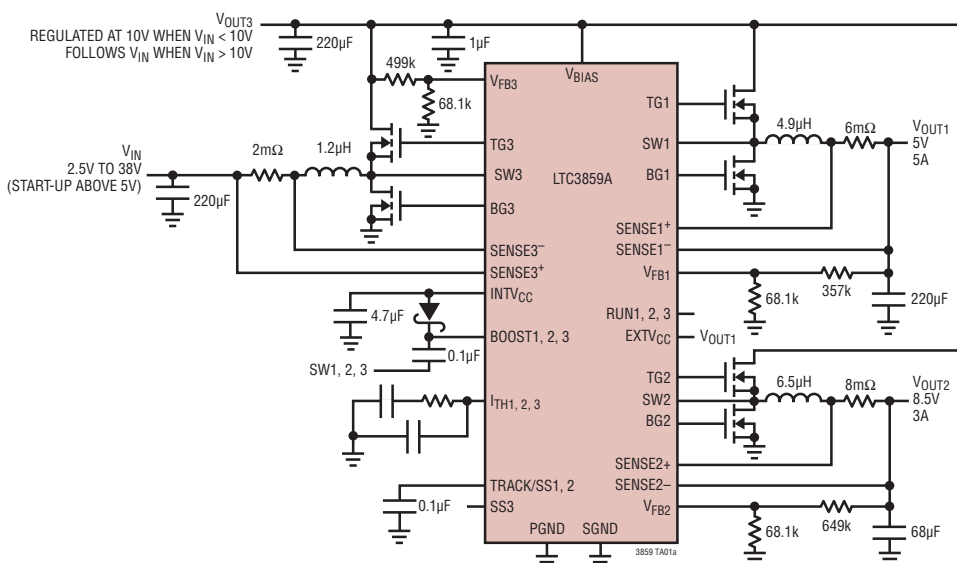 VOUT3
REGULATED AT 10V WHEN VIN < 10V
FOLLOWS VIN WHEN VIN > 10V
220µF
1µF
499k
68.1k
VFB3
VBIAS
TG1
4.9µH
6mΩ
VOUT1
5V
5A
VIN
2.5V TO 38V
(START-UP ABOVE 5V)
2mΩ
1.2µH
220µF
TG3
SW3
BG3
LTC3859A
SW1
BG1
SENSE3–
SENSE3+
SENSE1+
SENSE1–
VFB1
357k
68.1k
220µF
INTVCC
4.7µF
BOOST1, 2, 3
0.1µF
SW1, 2, 3
RUN1, 2, 3
EXTVCC
VOUT1
TG2
SW2
BG2
6.5µH
8mΩ
VOUT2
8.5V
3A
ITH1, 2, 3
SENSE2+
SENSE2–
TRACK/SS1, 2
0.1µF
SS3
VFB2
649k
68.1k
68µF
PGND
SGND
3859 TA01a